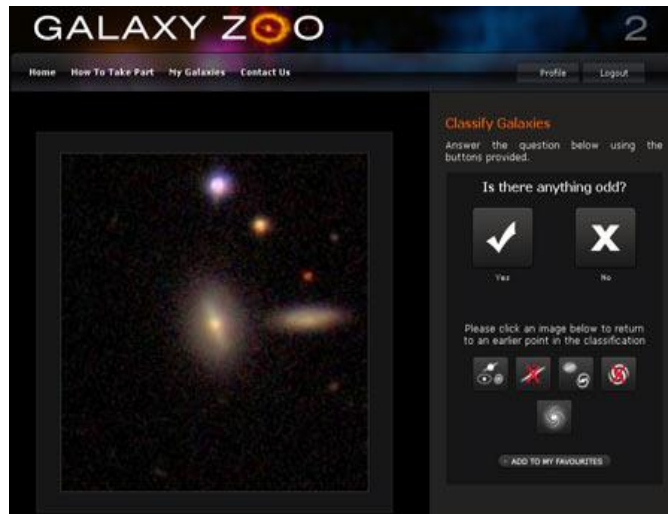 GALAXY ZOO
2
Home How To Take Part My Galaxies Contact Us
Profile Logout
Classify Galaxies
Answer the question below using the
buttons provided.
Is there anything odd?
Yes No
Please click an image below to return
to an earlier point in the classification
ADD TO MY FAVOURITES